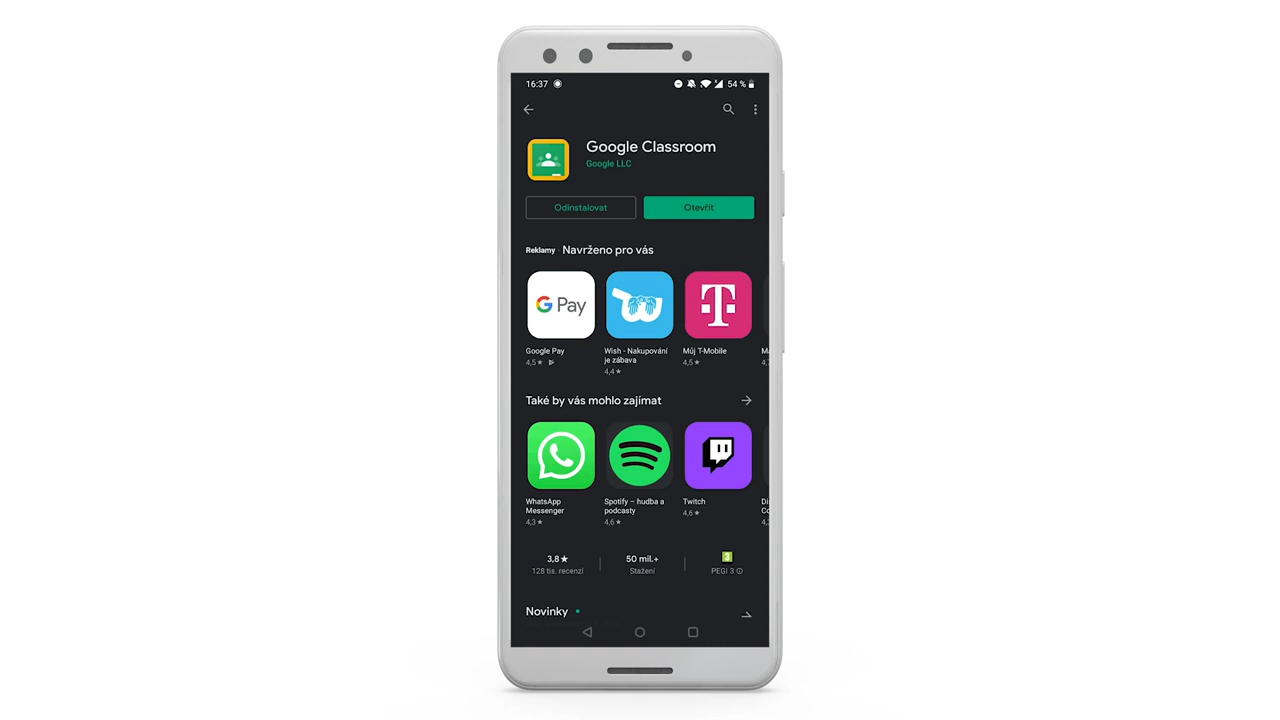 16:37
54 %
Google Classroom
Google LLC
Odinstalovat
Otevřít
Reklamy · Navrženo pro vás
G Pay
T
Google Pay
Wish - Nakupování
je zábava
Můj T-Mobile
4,5★
4,4★
4,5★
Také by vás mohlo zajímat
WhatsApp
Messenger
Spotify – hudba a
podcasty
Twitch
4,3★
4,6★
4,6★
3,8★
50 mil.+
3
128 tis. recenzí
Stažení
PEGI 3
Novinky